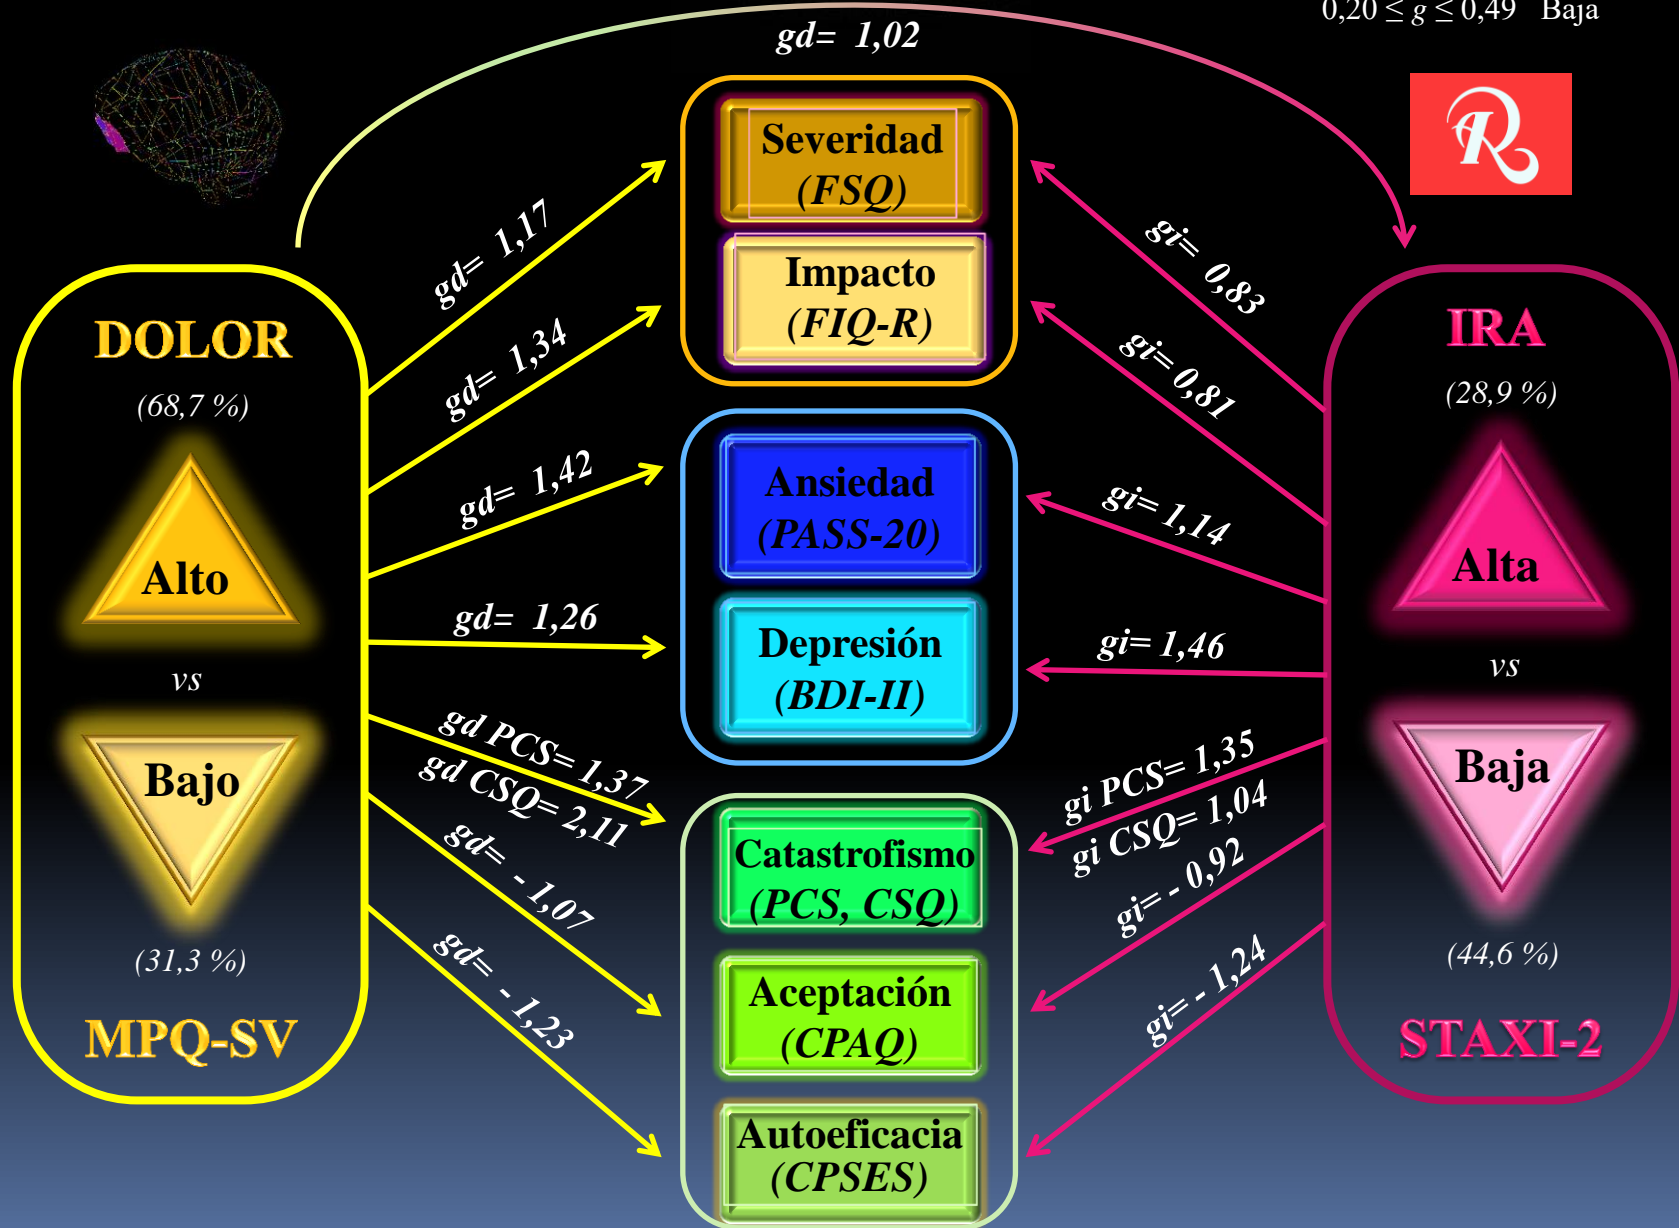 0,20 ≤ g ≤ 0,49 Baja
gd= 1,02
R
Severidad
(FSQ)
Impacto
(FIQ-R)
gd= 1,17
gd= 1,34
gd= 1,42
gd= 1,26
gd PCS= 1,37
gd CSQ= 2,11
gd= - 1,07
gd= - 1,23
gi= 0,83
gi= 0,81
gi= 1,14
gi= 1,46
gi PCS= 1,35
gi CSQ= 1,04
gi= - 0,92
gi= - 1,24
DOLOR
(68,7 %)
Alto
vs
Bajo
(31,3 %)
MPQ-SV
Ansiedad
(PASS-20)
Depresión
(BDI-II)
Catastrofismo
(PCS, CSQ)
Aceptación
(CPAQ)
Autoeficacia
(CPSES)
IRA
(28,9 %)
Alta
vs
Baja
(44,6 %)
STAXI-2